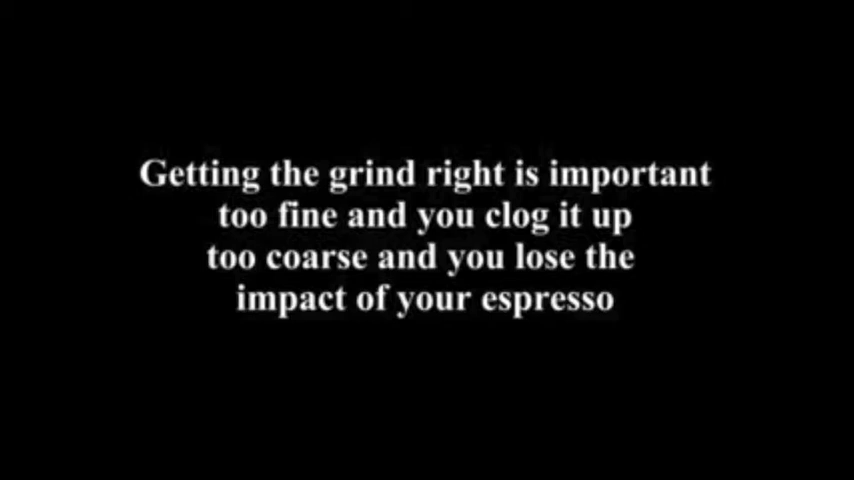 Getting the grind right is important
too fine and you clog it up
too coarse and you lose the
impact of your espresso